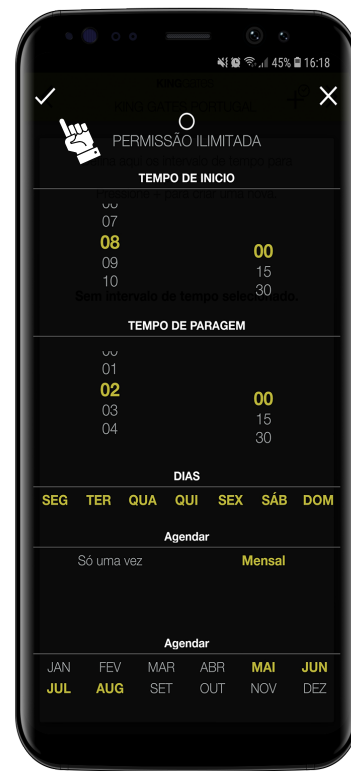 45% 16:18
PERMISSÃO ILIMITADA
TEMPO DE INICIO
07
08 00
09 15
10 30
Sem intervalo de tempo selecionado.
TEMPO DE PARAGEM
01
02 00
03 15
04 30
DIAS
SEG TER QUA QUI SEX SÁB DOM
Agendar
Só uma vez Mensal
Agendar
JAN FEV MAR ABR MAI JUN
JUL AUG SET OUT NOV DEZ